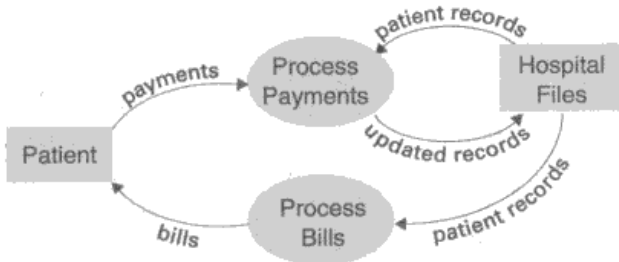 patient records
Process
Payments
Hospital
Files
payments
updated records
Patient
Process
Bills
bills
patient records